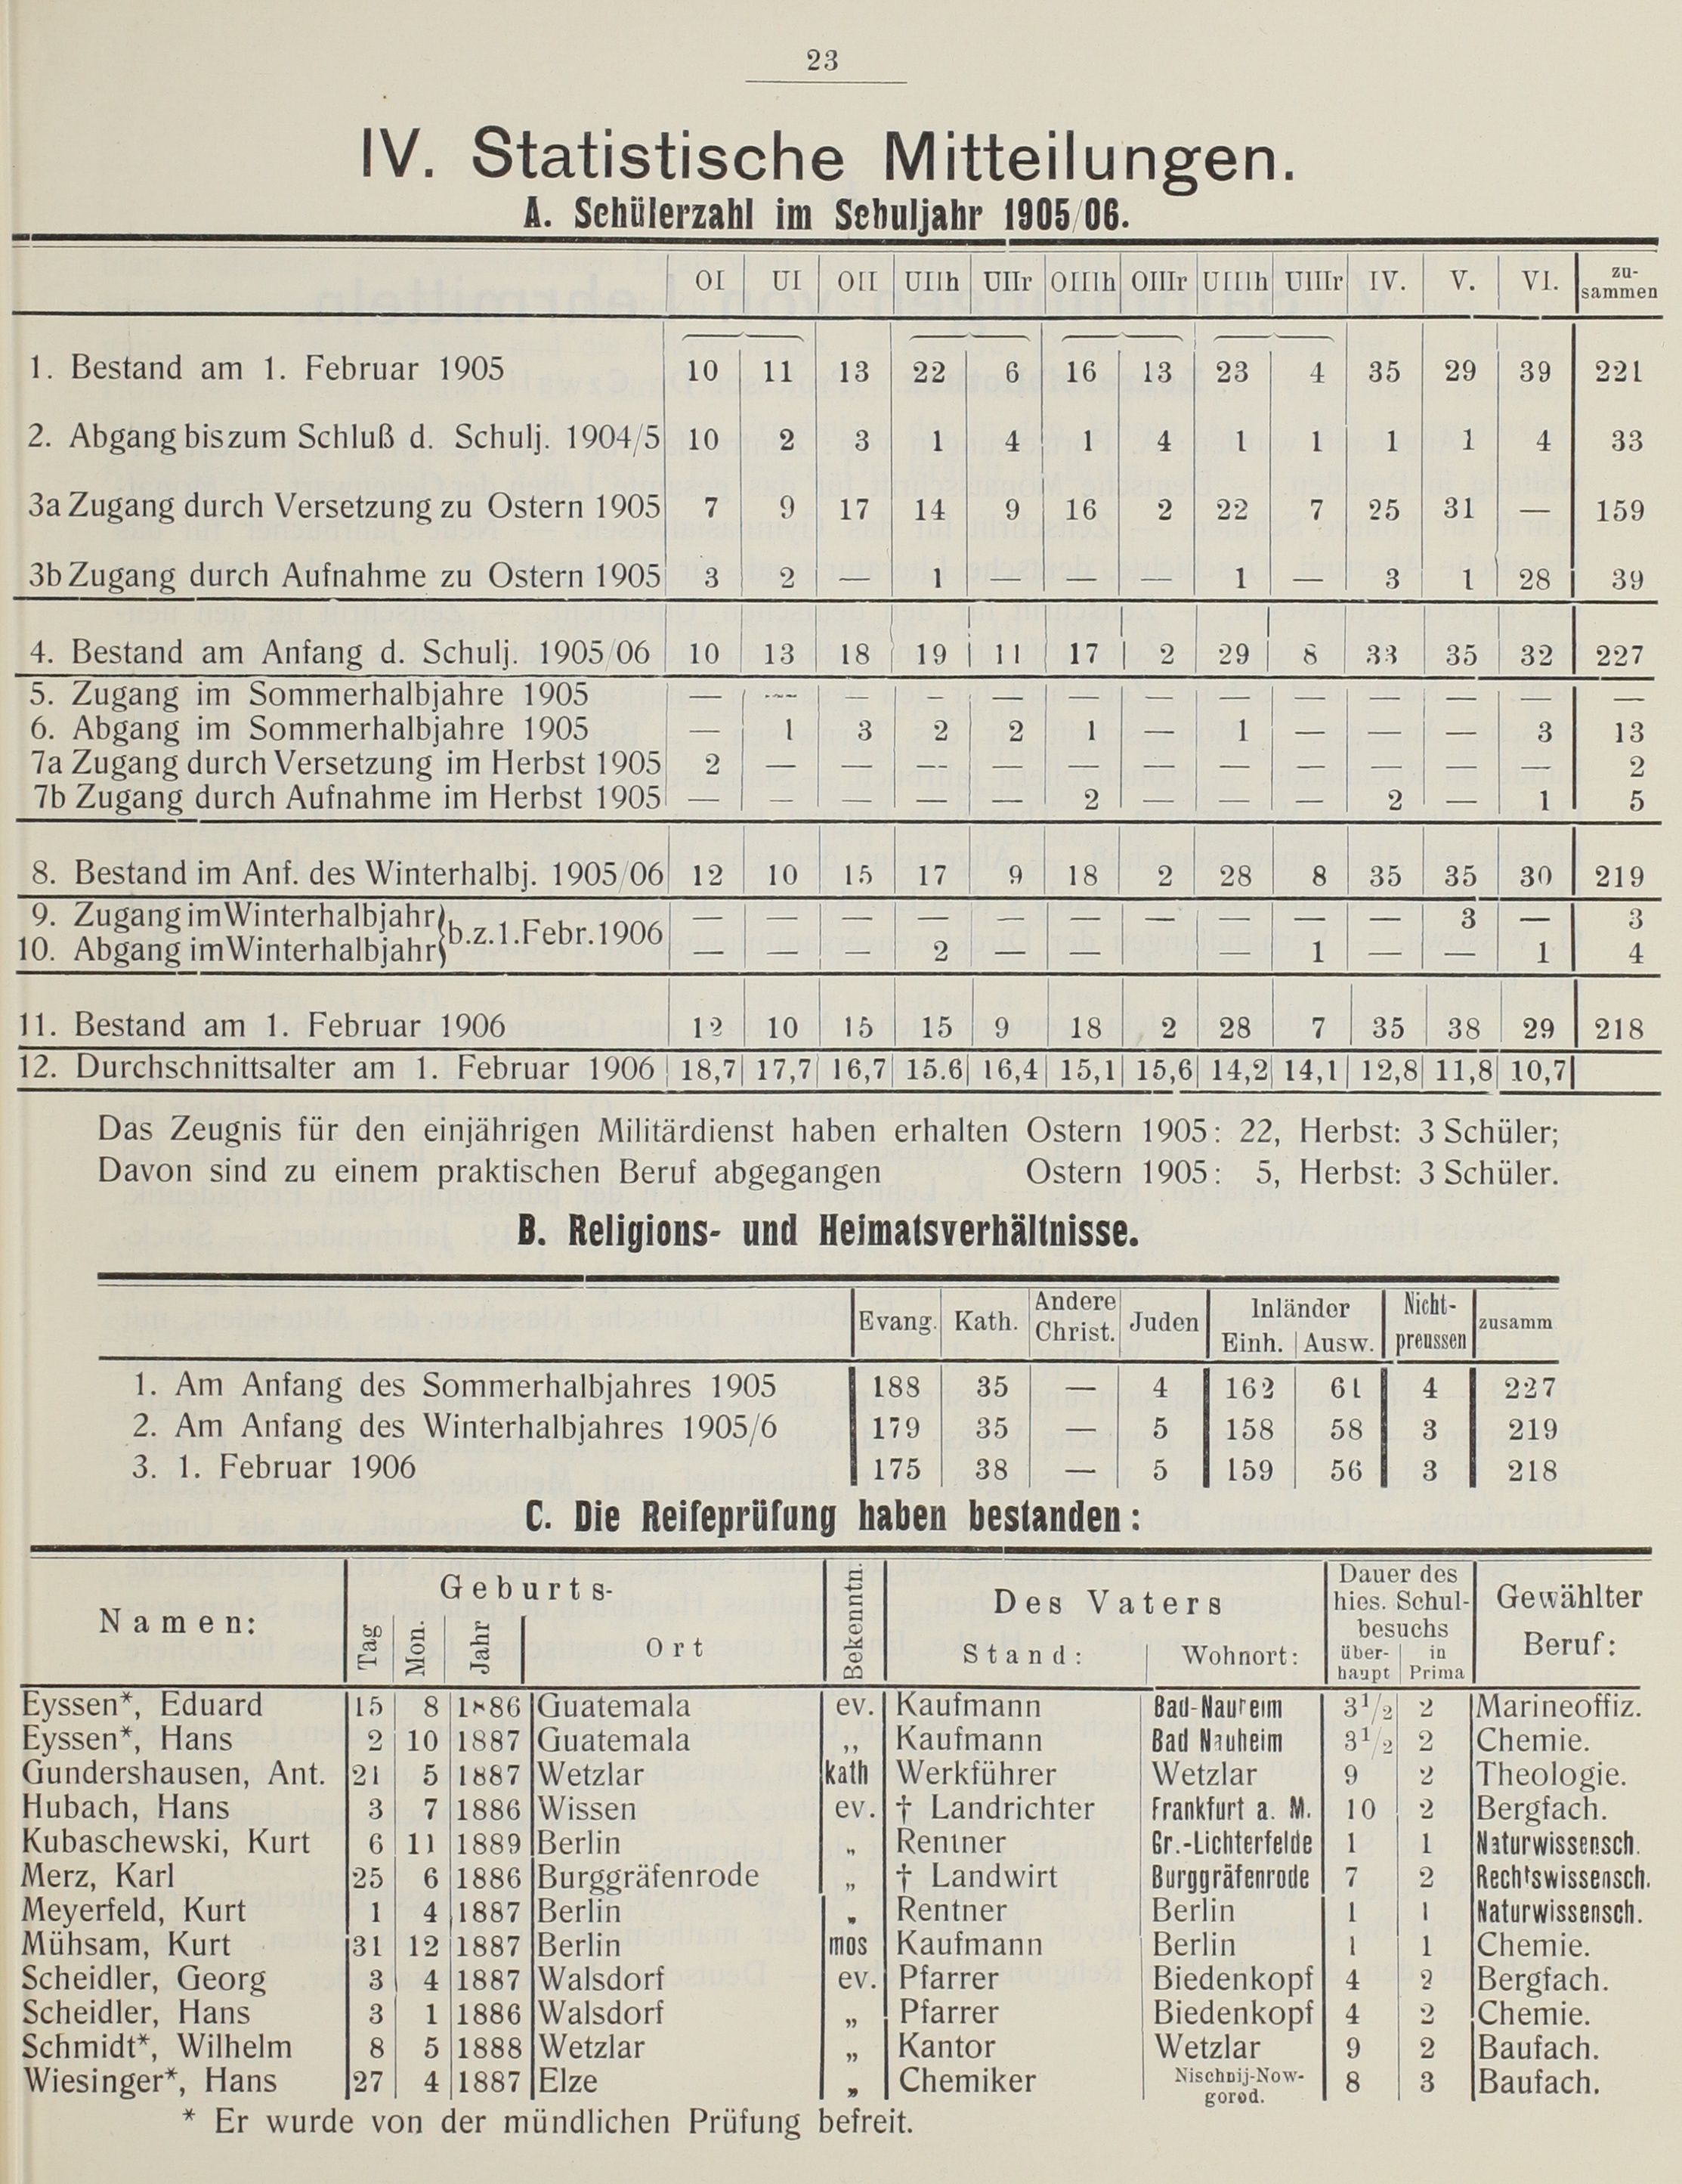 23
IV. Statistische Mitteilungen.
A. Schülerzahl im Schuljahr 1905/06.
OI UI OII UIIh UIIr OIIIh OIIIr UIIIh UIIIr IV. V. VI. zu-
sammen
1. Bestand am 1. Februar 1905 10 11 13 22 6 16 13 23 4 35 29 39 221
2. Abgang bis zum Schluß d. Schulj. 1904/5 10 2 3 1 4 1 4 1 1 1 1 4 33
3a Zugang durch Versetzung zu Ostern 1905 7 9 17 14 9 16 2 22 7 25 31 — 159
3b Zugang durch Aufnahme zu Ostern 1905 3 2 — 1 — — — 1 — 3 1 28 39
4. Bestand am Anfang d. Schulj. 1905/06 10 13 18 19 11 17 2 29 8 33 35 32 227
5. Zugang im Sommerhalbjahre 1905 — — — — — — — — — — — — —
6. Abgang im Sommerhalbjahre 1905 — 1 3 2 2 1 — 1 — — — 3 13
7a Zugang durch Versetzung im Herbst 1905 2 — — — — — — — — — — — 2
7b Zugang durch Aufnahme im Herbst 1905 — — — — — 2 — — — 2 — 1 5
8. Bestand im Anf. des Winterhalbj. 1905/06 12 10 15 17 9 18 2 28 8 35 35 30 219
9. Zugang im Winterhalbjahr — — — — — — — — — — 3 — 3
b.z.1.Febr.1906
10. Abgang im Winterhalbjahr — — — 2 — — — — 1 — — 1 4
11. Bestand am 1. Februar 1906 12 10 15 15 9 18 2 28 7 35 38 29 218
12. Durchschnittsalter am 1. Februar 1906 18,7 17,7 16,7 15.6 16,4 15,1 15,6 14,2 14,1 12,8 11,8 10,7
Das Zeugnis für den einjährigen Militärdienst haben erhalten Ostern 1905: 22, Herbst: 3 Schüler;
Davon sind zu einem praktischen Beruf abgegangen Ostern 1905: 5, Herbst: 3 Schüler.
B. Religions- und Heimatsverhältnisse.
Evang. Kath. Andere Christ. Juden Inländer Einh. Ausw. Nicht-preussen zusamm
1. Am Anfang des Sommerhalbjahres 1905 188 35 — 4 162 61 4 227
2. Am Anfang des Winterhalbjahres 1905/6 179 35 — 5 158 58 3 219
3. 1. Februar 1906 175 38 — 5 159 56 3 218
C. Die Reifeprüfung haben bestanden:
Namen: Geburts- Tag Mon. Jahr Ort Bekenntn. Des Vaters Stand: Wohnort: Dauer des hies. Schul-besuchs über-haupt in Prima Gewählter Beruf:
Eyssen*, Eduard 15 8 1886 Guatemala ev. Kaufmann Bad-Naureim 3 1/2 2 Marineoffiz.
Eyssen*, Hans 2 10 1887 Guatemala „ Kaufmann Bad Nauheim 3 1/2 2 Chemie.
Gundershausen, Ant. 21 5 1887 Wetzlar kath Werkführer Wetzlar 9 2 Theologie.
Hubach, Hans 3 7 1886 Wissen ev. † Landrichter Frankfurt a. M. 10 2 Bergfach.
Kubaschewski, Kurt 6 11 1889 Berlin „ Rentner Gr.-Lichterfelde 1 1 Naturwissensch.
Merz, Karl 25 6 1886 Burggräfenrode „ † Landwirt Burggräfenrode 7 2 Rechtswissensch.
Meyerfeld, Kurt 1 4 1887 Berlin „ Rentner Berlin 1 1 Naturwissensch.
Mühsam, Kurt 31 12 1887 Berlin mos Kaufmann Berlin 1 1 Chemie.
Scheidler, Georg 3 4 1887 Walsdorf ev. Pfarrer Biedenkopf 4 2 Bergfach.
Scheidler, Hans 3 1 1886 Walsdorf „ Pfarrer Biedenkopf 4 2 Chemie.
Schmidt*, Wilhelm 8 5 1888 Wetzlar „ Kantor Wetzlar 9 2 Baufach.
Wiesinger*, Hans 27 4 1887 Elze „ Chemiker Nischnij-Now-gorod. 8 3 Baufach.
* Er wurde von der mündlichen Prüfung befreit.